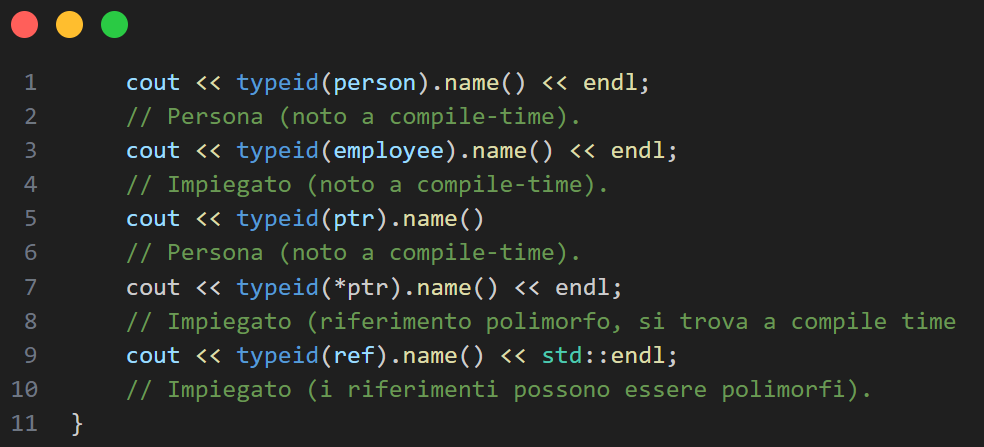 1 cout << typeid(person).name() << endl;
2 // Persona (noto a compile-time).
3 cout << typeid(employee).name() << endl;
4 // Impiegato (noto a compile-time).
5 cout << typeid(ptr).name()
6 // Persona (noto a compile-time).
7 cout << typeid(*ptr).name() << endl;
8 // Impiegato (riferimento polimorfo, si trova a compile time
9 cout << typeid(ref).name() << std::endl;
10 // Impiegato (i riferimenti possono essere polimorfi).
11 }